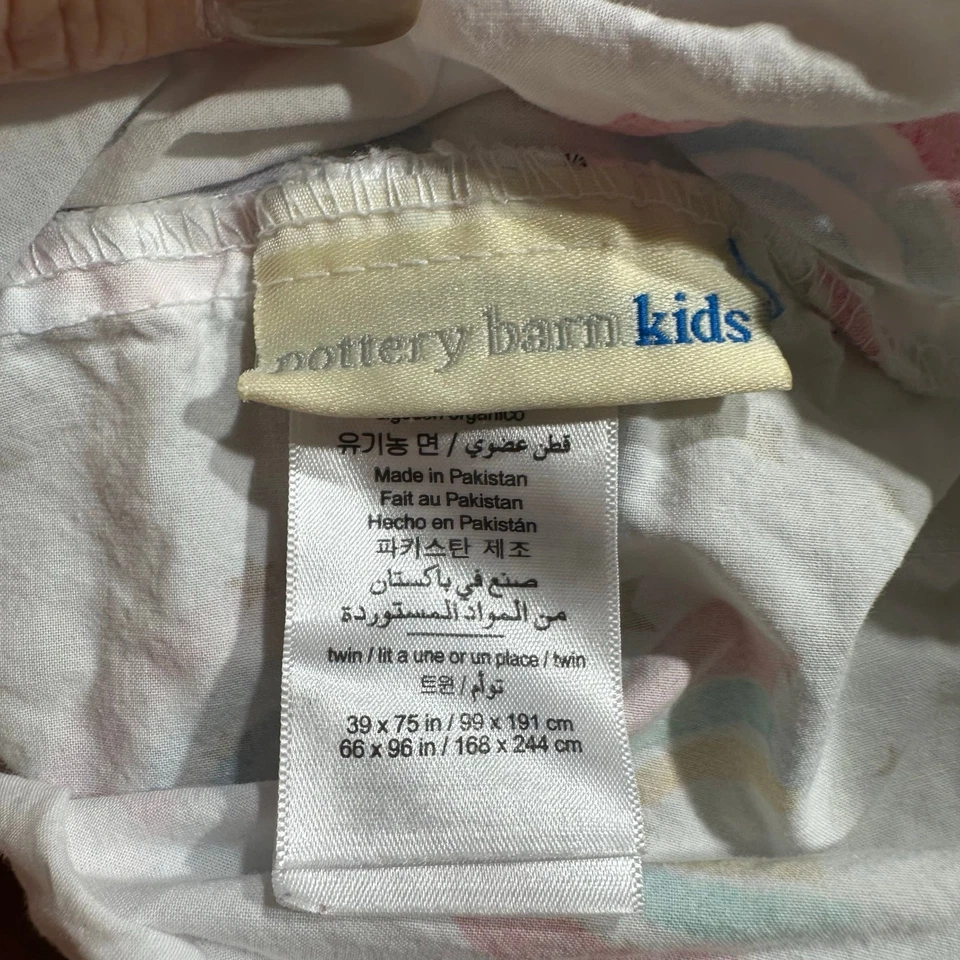 pottery barn kids
orgánico
유기농 면 / قطن عضوي
Made in Pakistan
Fait au Pakistan
Hecho en Pakistán
파키스탄 제조
صنع في باكستان
من المواد المستوردة
twin / lit a une or un place / twin
트윈 / توأم
39 x 75 in / 99 x 191 cm
66 x 96 in / 168 x 244 cm